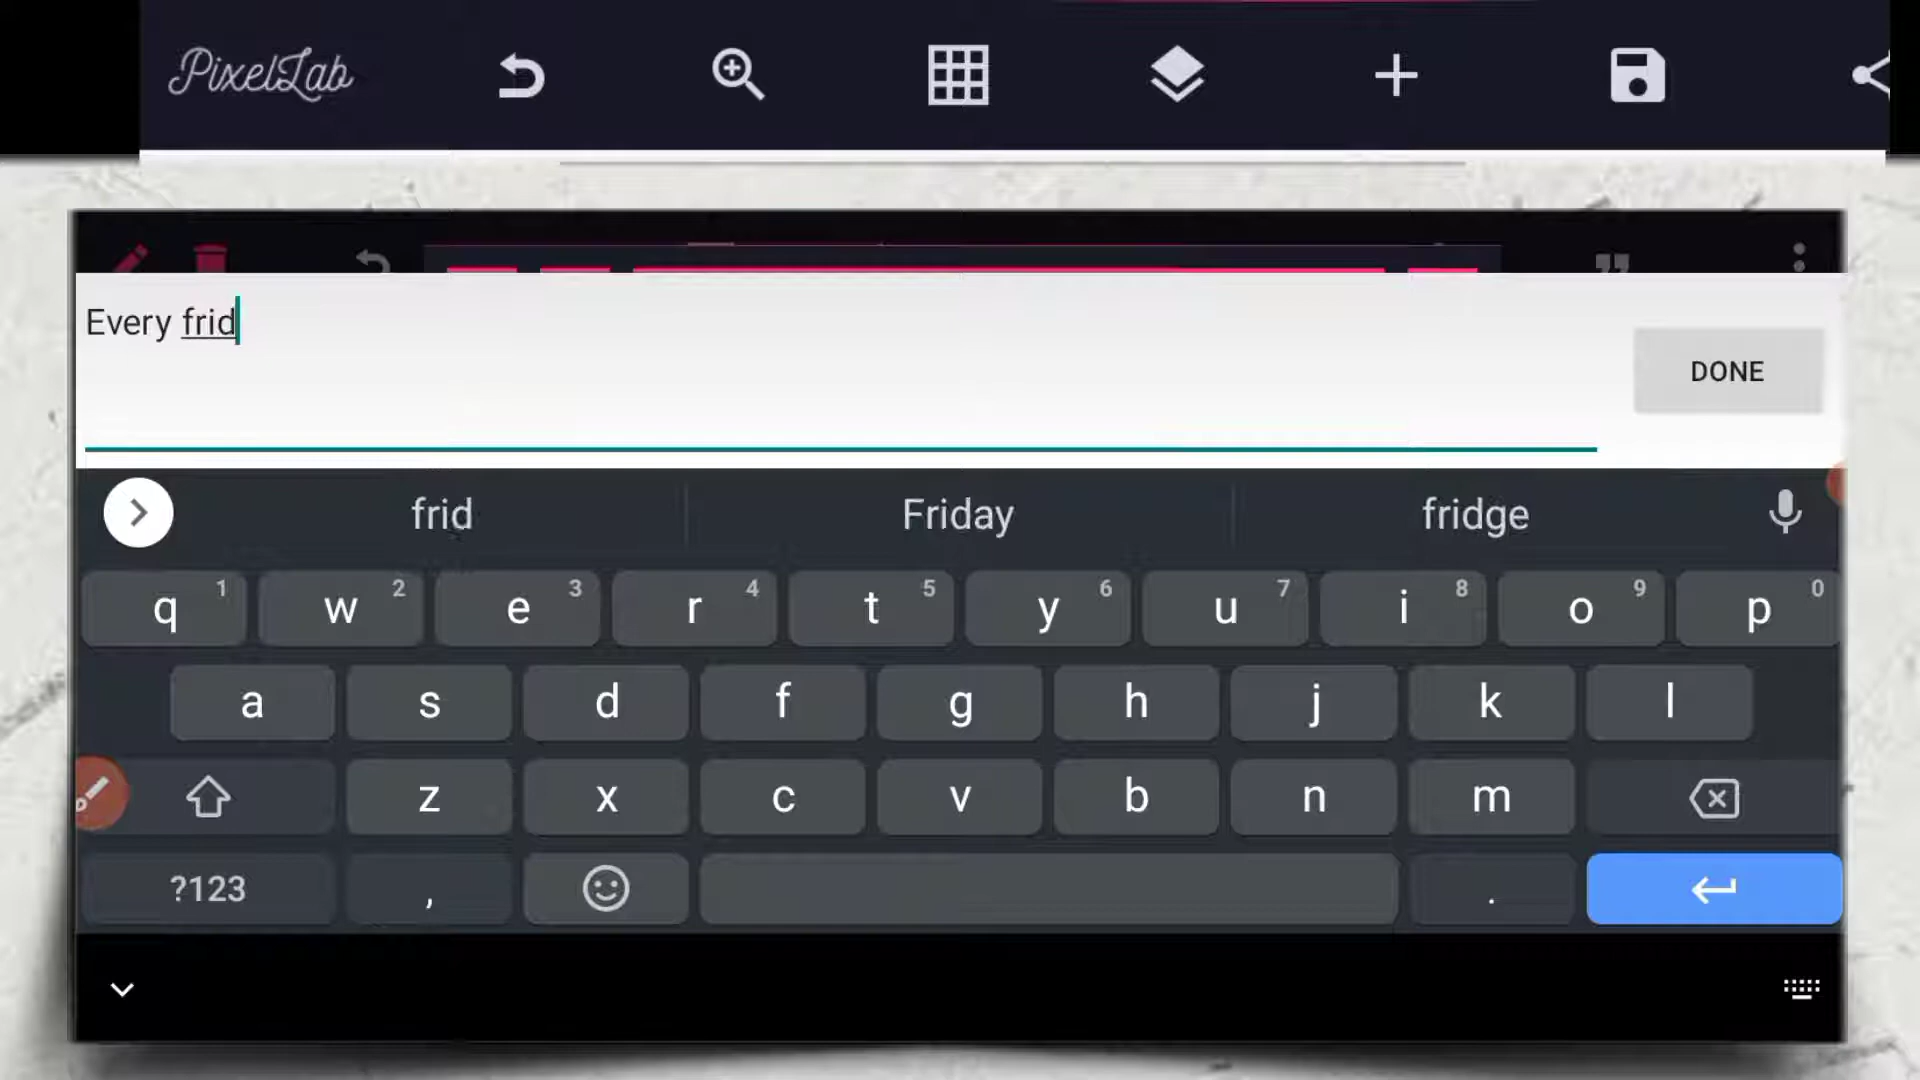 PixelLab
Every frid
DONE
frid Friday fridge
q 1 w 2 e 3 r 4 t 5 y 6 u 7 i 8 o 9 p 0
a s d f g h j k l
z x c v b n m
?123 , .